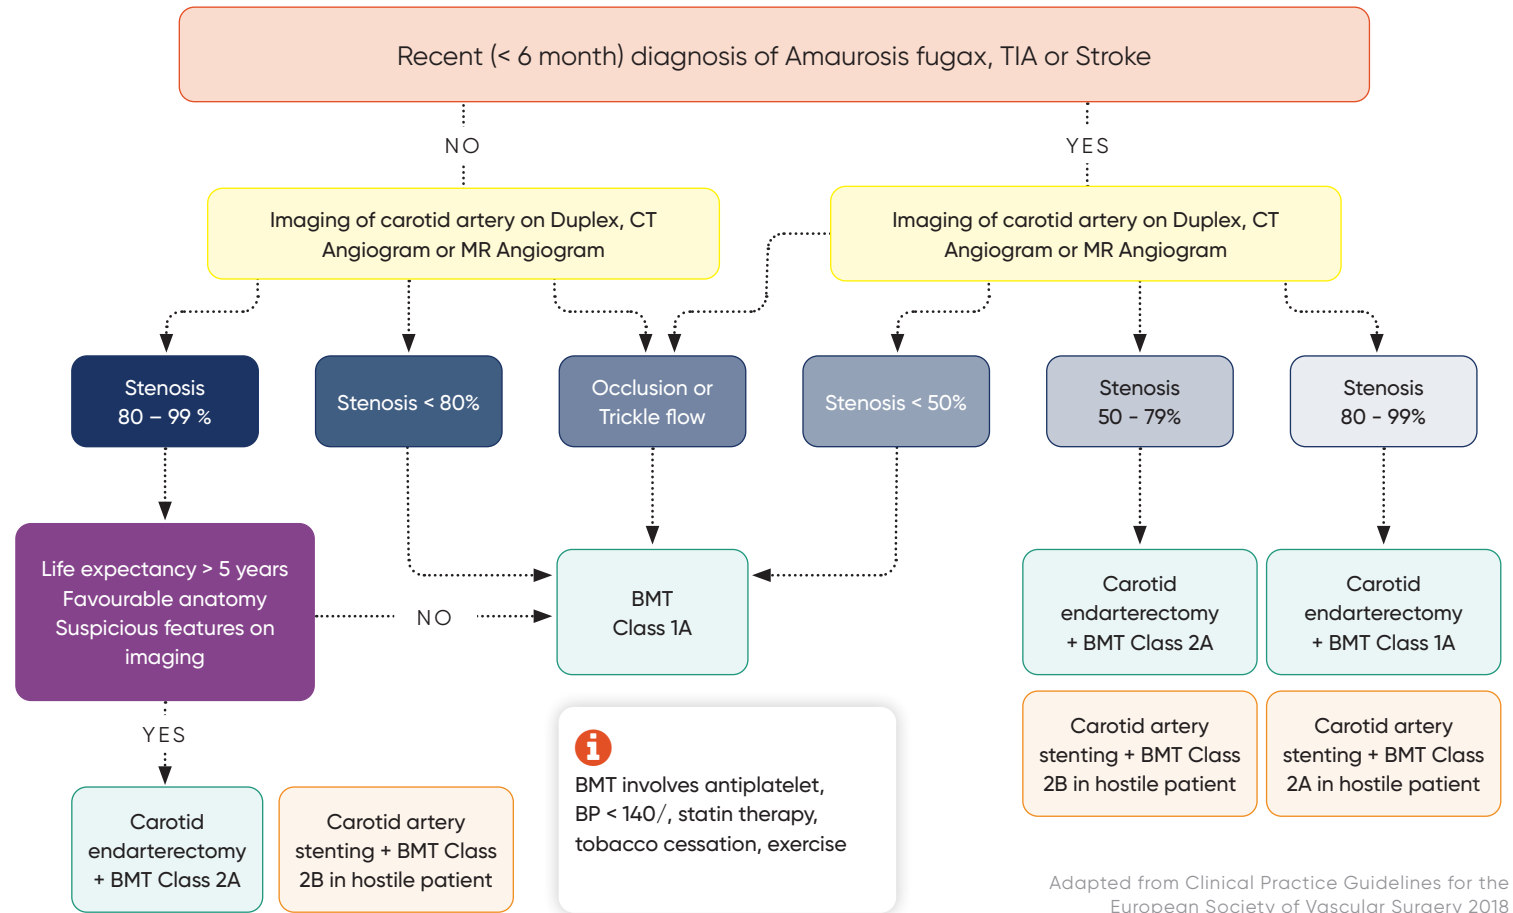 Recent (< 6 month) diagnosis of Amaurosis fugax, TIA or Stroke
NO
YES
Imaging of carotid artery on Duplex, CT
Angiogram or MR Angiogram
Imaging of carotid artery on Duplex, CT
Angiogram or MR Angiogram
Stenosis
80 – 99 %
Stenosis < 80%
Occlusion or
Trickle flow
Stenosis < 50%
Stenosis
50 - 79%
Stenosis
80 - 99%
Life expectancy > 5 years
Favourable anatomy
Suspicious features on
imaging
NO
BMT
Class 1A
Carotid
endarterectomy
+ BMT Class 2A
Carotid
endarterectomy
+ BMT Class 1A
YES
Carotid artery
stenting + BMT Class
2B in hostile patient
Carotid artery
stenting + BMT Class
2A in hostile patient
Carotid
endarterectomy
+ BMT Class 2A
Carotid artery
stenting + BMT Class
2B in hostile patient
i
BMT involves antiplatelet,
BP < 140/, statin therapy,
tobacco cessation, exercise
Adapted from Clinical Practice Guidelines for the
European Society of Vascular Surgery 2018